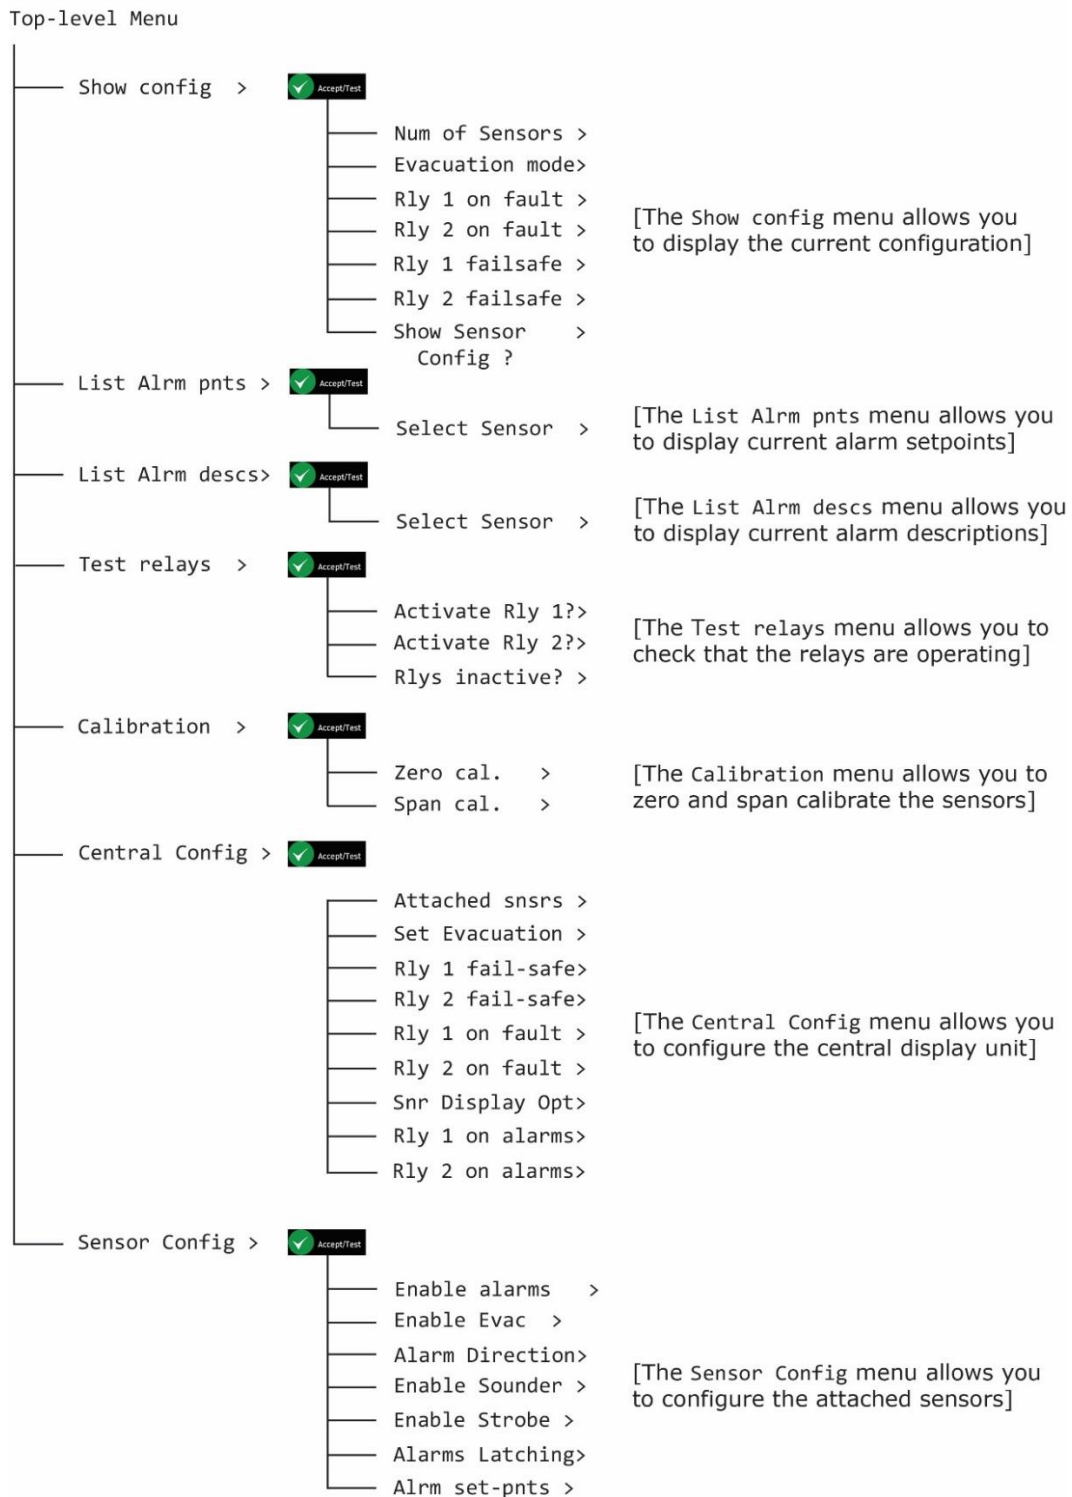 Top-level Menu
Show config >
Accept/Test
Num of Sensors >
Evacuation mode>
Rly 1 on fault >
Rly 2 on fault >
Rly 1 failsafe >
Rly 2 failsafe >
Show Sensor >
Config ?
[The Show config menu allows you
to display the current configuration]
List Alrm pnts >
Accept/Test
Select Sensor >
[The List Alrm pnts menu allows you
to display current alarm setpoints]
List Alrm descs>
Accept/Test
Select Sensor >
[The List Alrm descs menu allows you
to display current alarm descriptions]
Test relays >
Accept/Test
Activate Rly 1?>
Activate Rly 2?>
Rlys inactive? >
[The Test relays menu allows you to
check that the relays are operating]
Calibration >
Accept/Test
Zero cal. >
Span cal. >
[The Calibration menu allows you to
zero and span calibrate the sensors]
Central Config >
Accept/Test
Attached snsrs >
Set Evacuation >
Rly 1 fail-safe>
Rly 2 fail-safe>
Rly 1 on fault >
Rly 2 on fault >
Snr Display Opt>
Rly 1 on alarms>
Rly 2 on alarms>
[The Central Config menu allows you
to configure the central display unit]
Sensor Config >
Accept/Test
Enable alarms >
Enable Evac >
Alarm Direction>
Enable Sounder >
Enable Strobe >
Alarms Latching>
Alrm set-pnts >
[The Sensor Config menu allows you
to configure the attached sensors]